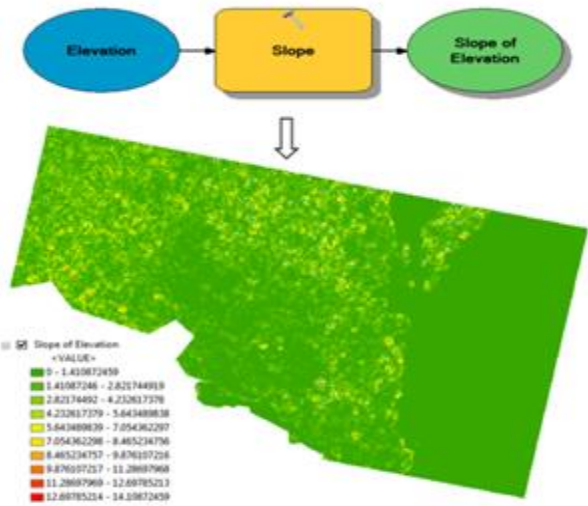 Elevation
Slope
Slope of
Elevation
Slope of Elevation
<VALUE>
0 - 1.410872459
1.41087246 - 2.821744919
2.82174492 - 4.232617378
4.232617379 - 5.643489838
5.643489839 - 7.054362297
7.054362298 - 8.465234756
8.465234757 - 9.876107216
9.876107217 - 11.28697968
11.28697969 - 12.69785213
12.69785214 - 14.10872459